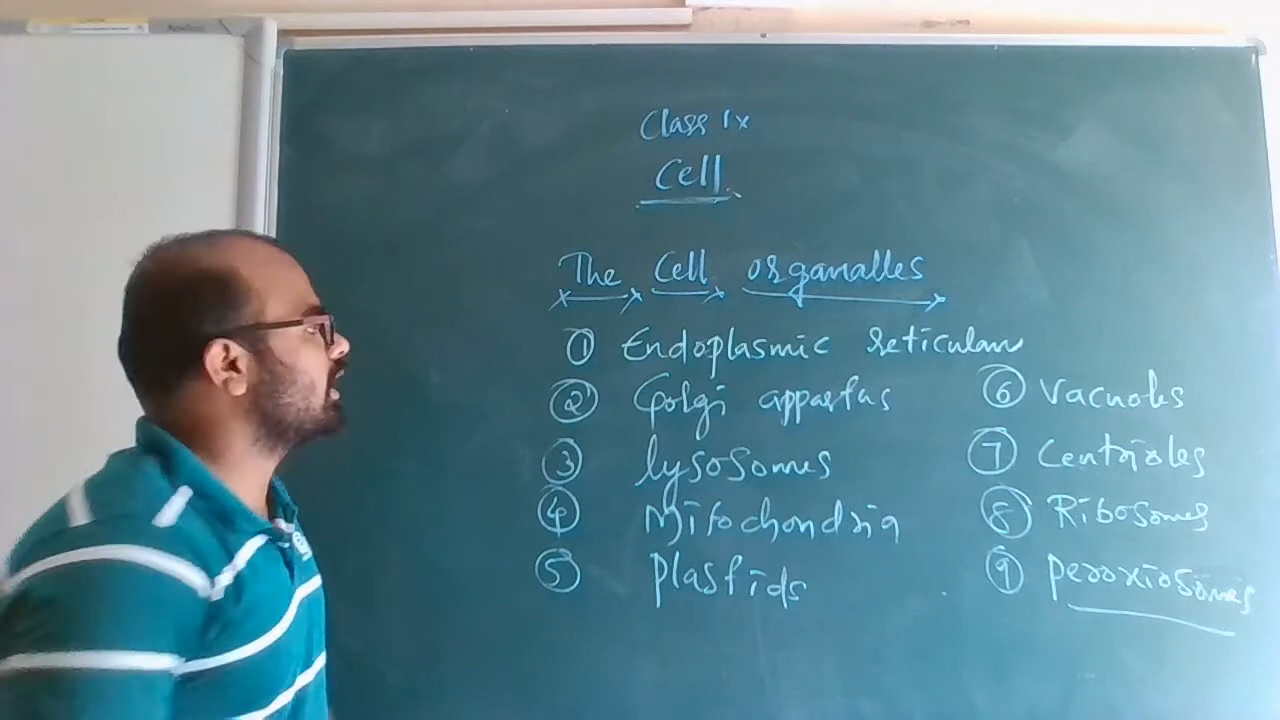 Class IX
Cell
The Cell organalles
① Endoplasmic reticulam
② Golgi appartus
③ lysosomes
④ Mitochondria
⑤ plastids
⑥ Vacuoles
⑦ Centrioles
⑧ Ribosomes
⑨ peroxiosomes